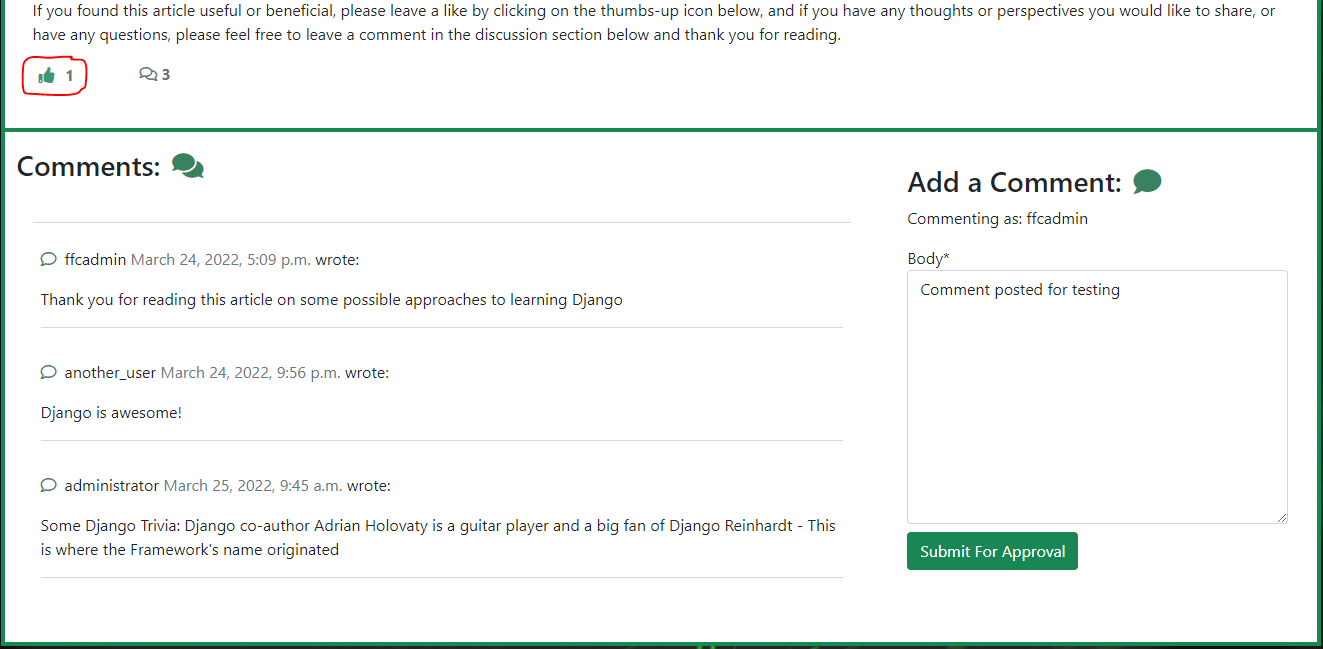 If you found this article useful or beneficial, please leave a like by clicking on the thumbs-up icon below, and if you have any thoughts or perspectives you would like to share, or
have any questions, please feel free to leave a comment in the discussion section below and thank you for reading.
1
3
Comments:
ffcadmin March 24, 2022, 5:09 p.m. wrote:
Thank you for reading this article on some possible approaches to learning Django
another_user March 24, 2022, 9:56 p.m. wrote:
Django is awesome!
administrator March 25, 2022, 9:45 a.m. wrote:
Some Django Trivia: Django co-author Adrian Holovaty is a guitar player and a big fan of Django Reinhardt - This
is where the Framework's name originated
Add a Comment:
Commenting as: ffcadmin
Body*
Comment posted for testing
Submit For Approval